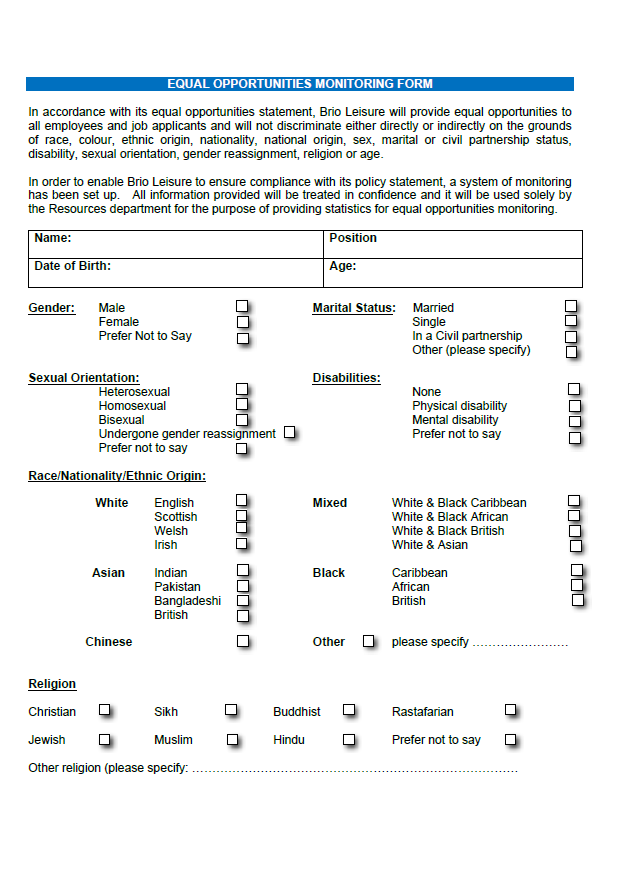 EQUAL OPPORTUNITIES MONITORING FORM
In accordance with its equal opportunities statement, Brio Leisure will provide equal opportunities to
all employees and job applicants and will not discriminate either directly or indirectly on the grounds
of race, colour, ethnic origin, nationality, national origin, sex, marital or civil partnership status,
disability, sexual orientation, gender reassignment, religion or age.
In order to enable Brio Leisure to ensure compliance with its policy statement, a system of monitoring
has been set up. All information provided will be treated in confidence and it will be used solely by
the Resources department for the purpose of providing statistics for equal opportunities monitoring.
Name: Position
Date of Birth: Age:
Gender: Male Marital Status: Married
Female Single
Prefer Not to Say In a Civil partnership
Other (please specify)
Sexual Orientation: Disabilities:
Heterosexual None
Homosexual Physical disability
Bisexual Mental disability
Undergone gender reassignment Prefer not to say
Prefer not to say
Race/Nationality/Ethnic Origin:
White English Mixed White & Black Caribbean
Scottish White & Black African
Welsh White & Black British
Irish White & Asian
Asian Indian Black Caribbean
Pakistan African
Bangladeshi British
British
Chinese Other please specify ……………………
Religion
Christian Sikh Buddhist Rastafarian
Jewish Muslim Hindu Prefer not to say
Other religion (please specify: ………………………………………………………………………